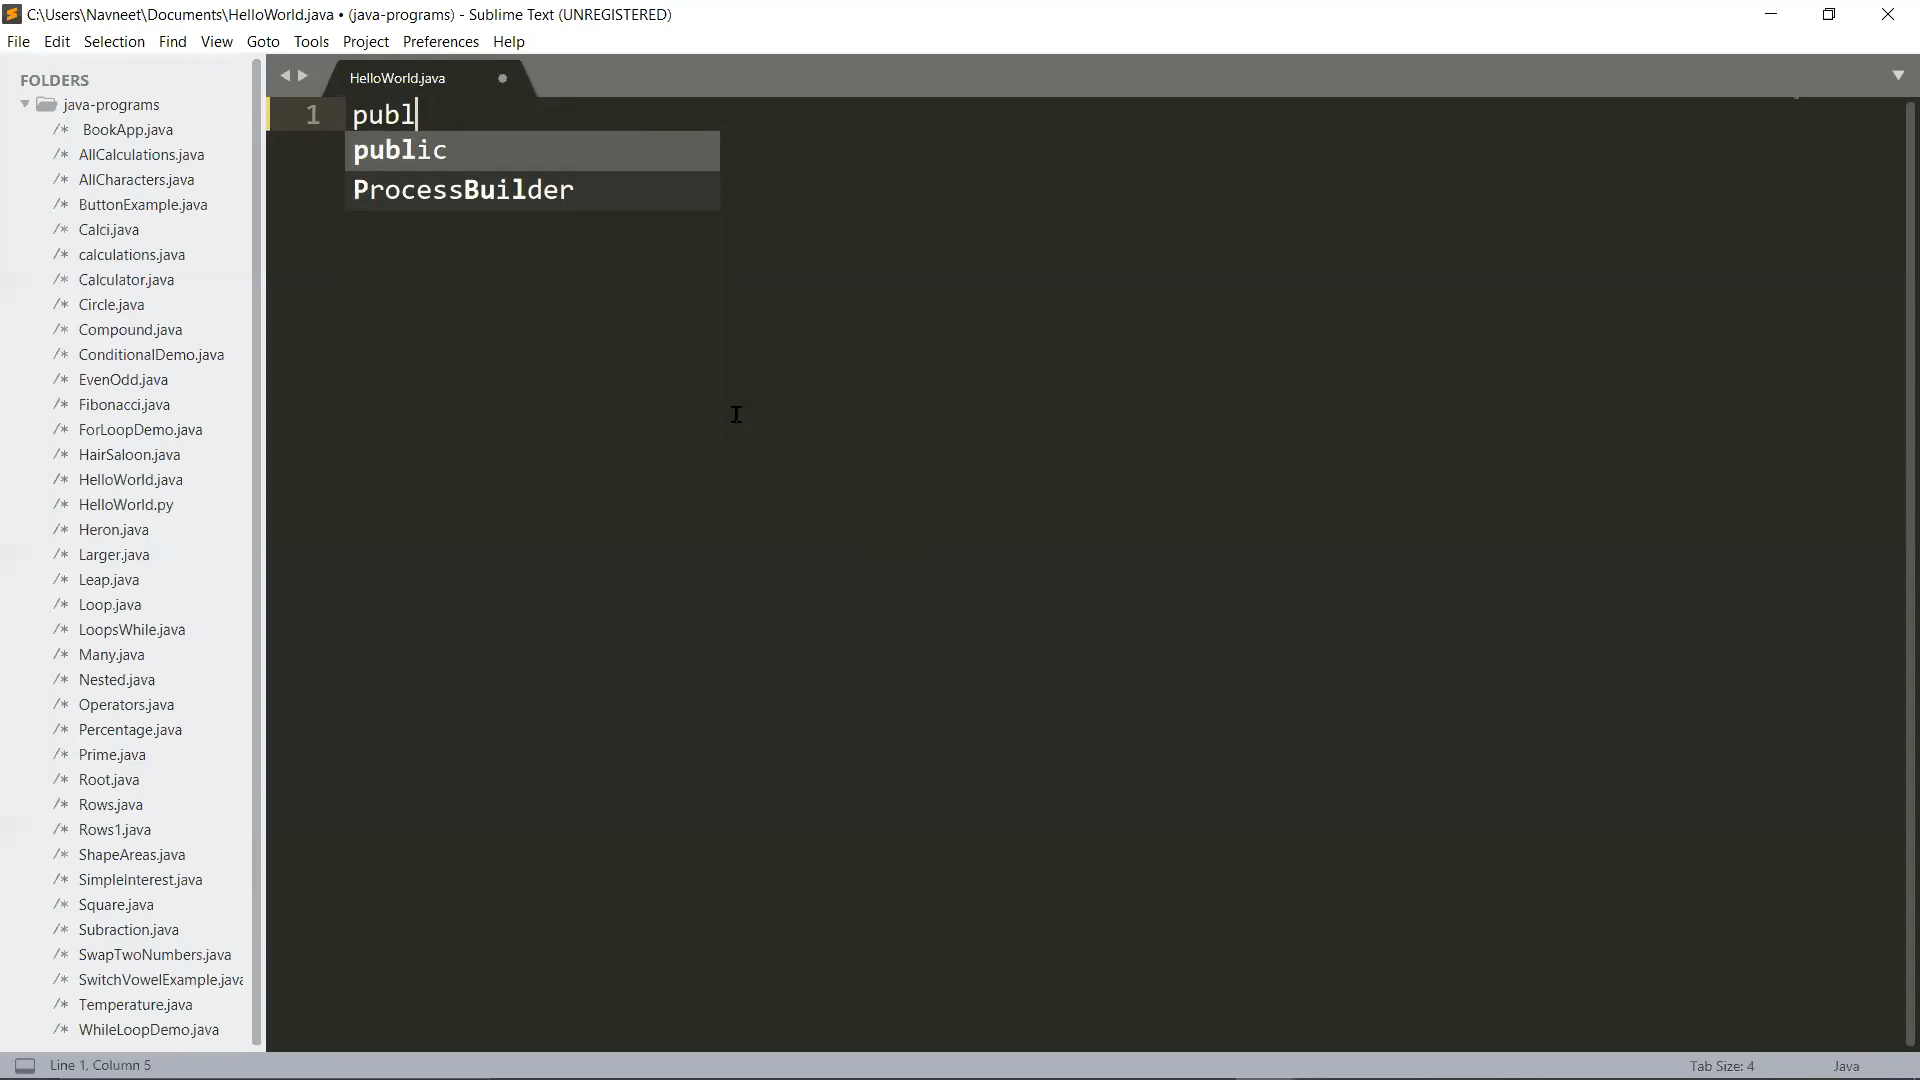 C:\Users\Navneet\Documents\HelloWorld.java • (java-programs) - Sublime Text (UNREGISTERED)
File Edit Selection Find View Goto Tools Project Preferences Help
FOLDERS
java-programs
/* BookApp.java
/* AllCalculations.java
/* AllCharacters.java
/* ButtonExample.java
/* Calci.java
/* calculations.java
/* Calculator.java
/* Circle.java
/* Compound.java
/* ConditionalDemo.java
/* EvenOdd.java
/* Fibonacci.java
/* ForLoopDemo.java
/* HairSaloon.java
/* HelloWorld.java
/* HelloWorld.py
/* Heron.java
/* Larger.java
/* Leap.java
/* Loop.java
/* LoopsWhile.java
/* Many.java
/* Nested.java
/* Operators.java
/* Percentage.java
/* Prime.java
/* Root.java
/* Rows.java
/* Rows1.java
/* ShapeAreas.java
/* SimpleInterest.java
/* Square.java
/* Subraction.java
/* SwapTwoNumbers.java
/* SwitchVowelExample.java
/* Temperature.java
/* WhileLoopDemo.java
HelloWorld.java
1 publ
public
ProcessBuilder
Line 1, Column 5
Tab Size: 4
Java